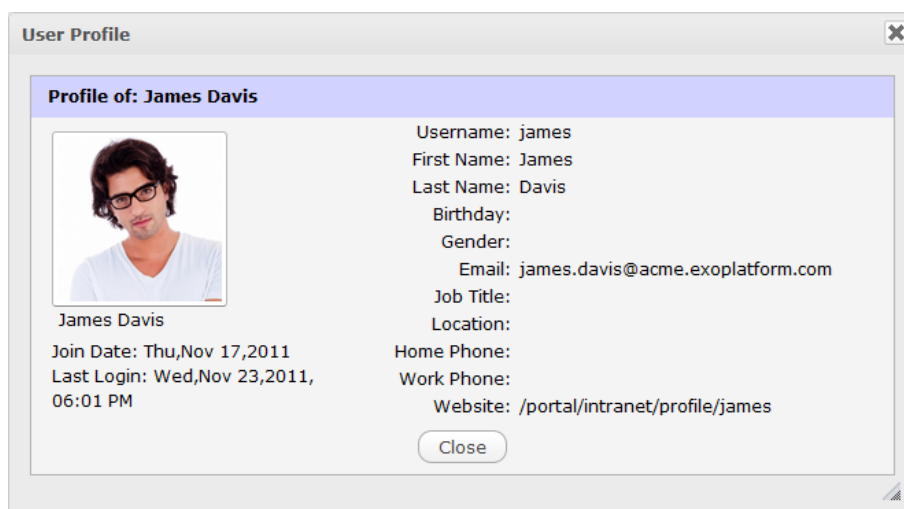 User Profile
Profile of: James Davis
James Davis
Join Date: Thu,Nov 17,2011
Last Login: Wed,Nov 23,2011,
06:01 PM
Username: james
First Name: James
Last Name: Davis
Birthday:
Gender:
Email: james.davis@acme.exoplatform.com
Job Title:
Location:
Home Phone:
Work Phone:
Website: /portal/intranet/profile/james
Close